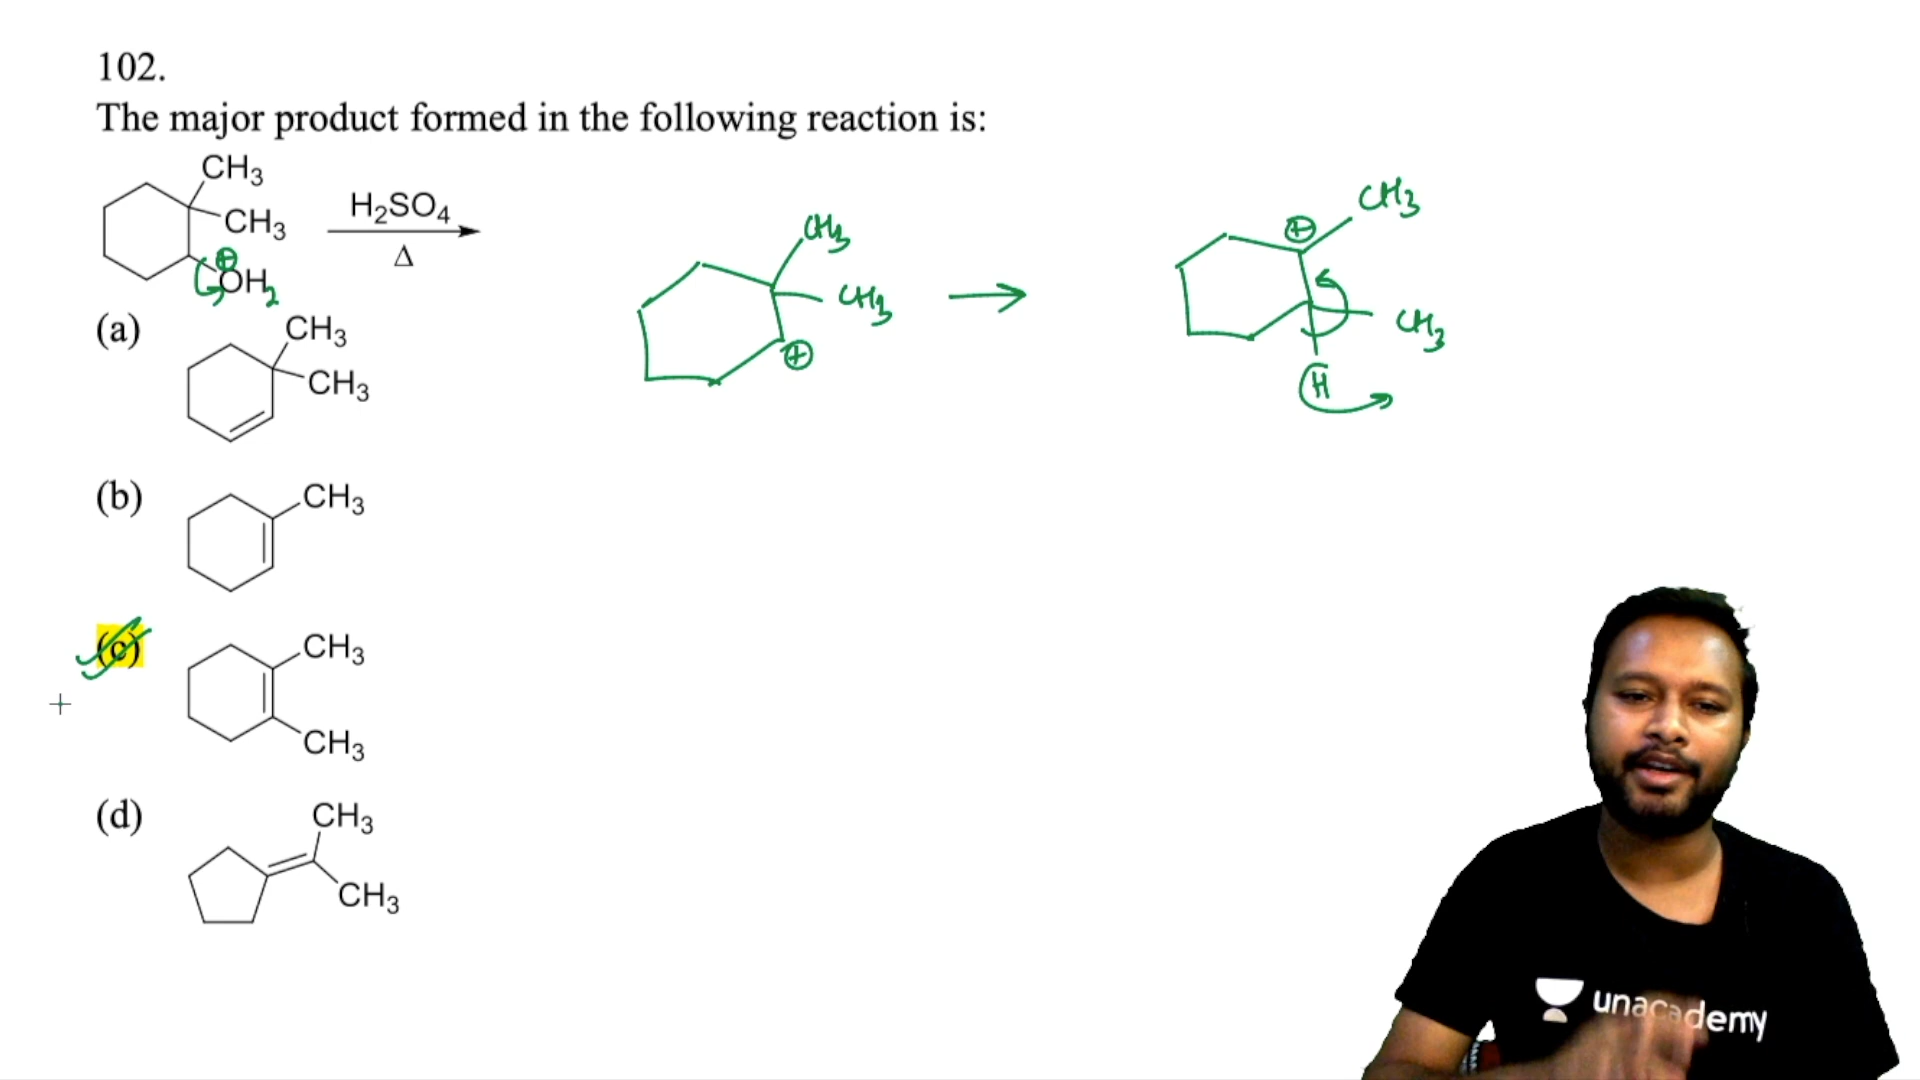 102.
The major product formed in the following reaction is:
CH3
CH3
⊕
OH2
H2SO4
Δ
CH3
CH3
⊕
⊕
CH3
CH3
H
(a)
CH3
CH3
(b)
CH3
(c)
CH3
CH3
(d)
CH3
CH3
unacademy